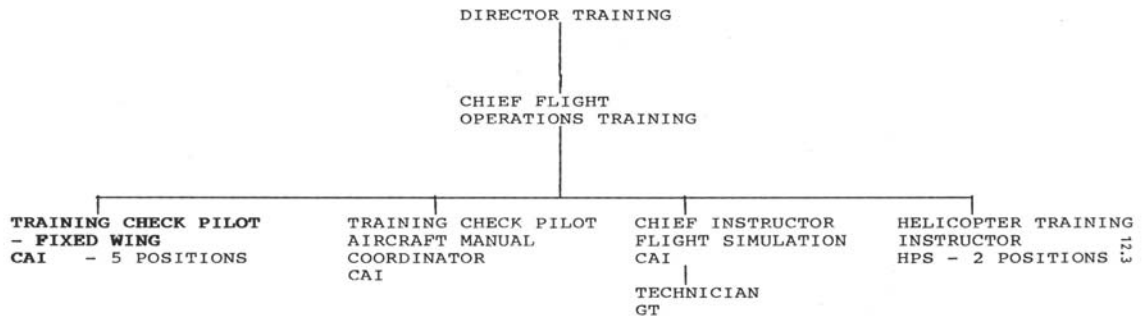 DIRECTOR TRAINING
CHIEF FLIGHT
OPERATIONS TRAINING
TRAINING CHECK PILOT
- FIXED WING
CAI - 5 POSITIONS
TRAINING CHECK PILOT
AIRCRAFT MANUAL
COORDINATOR
CAI
CHIEF INSTRUCTOR
FLIGHT SIMULATION
CAI
TECHNICIAN
GT
HELICOPTER TRAINING
INSTRUCTOR
HPS - 2 POSITIONS
12.3